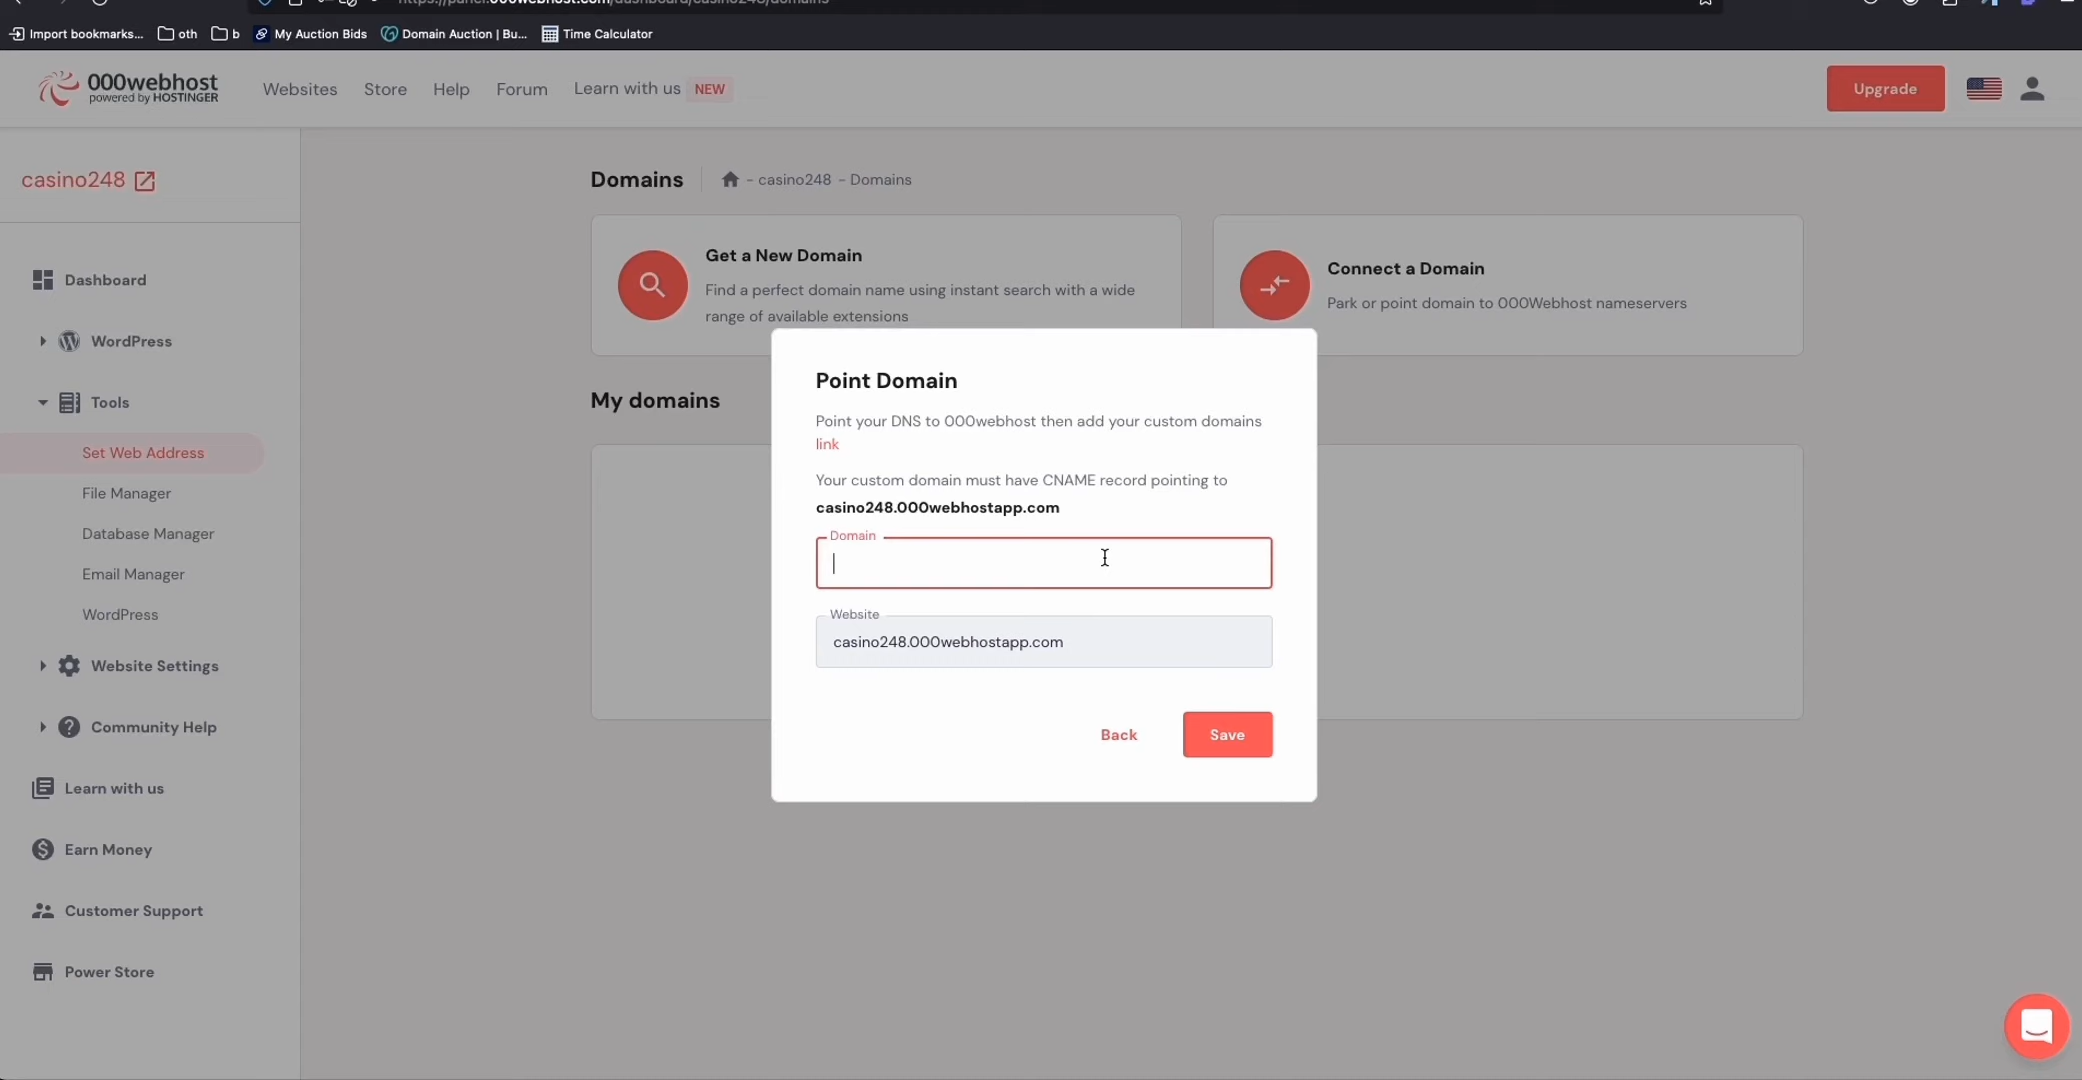 Import bookmarks...
oth
b
My Auction Bids
Domain Auction | Bu...
Time Calculator
000webhost
powered by HOSTINGER
Websites
Store
Help
Forum
Learn with us
NEW
Upgrade
casino248
Dashboard
WordPress
Tools
Set Web Address
File Manager
Database Manager
Email Manager
WordPress
Website Settings
Community Help
Learn with us
Earn Money
Customer Support
Power Store
Domains
- casino248 - Domains
Get a New Domain
Find a perfect domain name using instant search with a wide
range of available extensions
Connect a Domain
Park or point domain to 000Webhost nameservers
My domains
Point Domain
Point your DNS to 000webhost then add your custom domains
link
Your custom domain must have CNAME record pointing to
casino248.000webhostapp.com
Domain
Website
casino248.000webhostapp.com
Back
Save